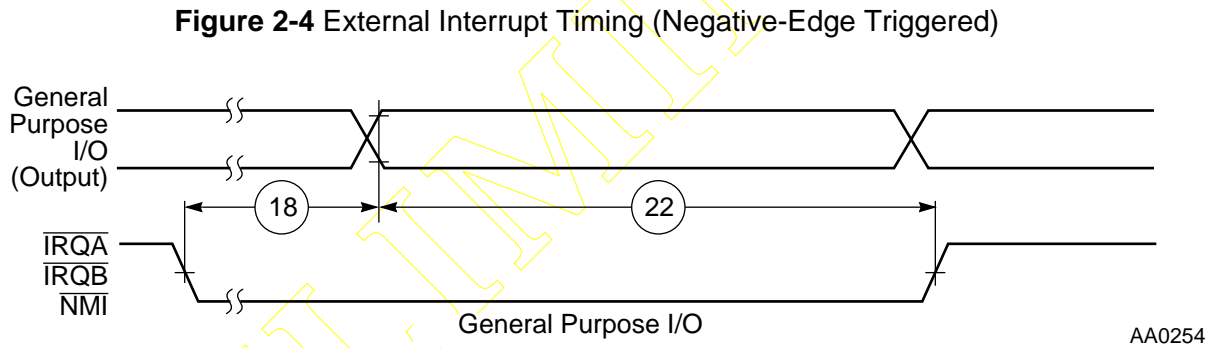 Figure 2-4 External Interrupt Timing (Negative-Edge Triggered)
General
Purpose
I/O
(Output)
18
22
IRQA
IRQB
NMI
General Purpose I/O
AA0254